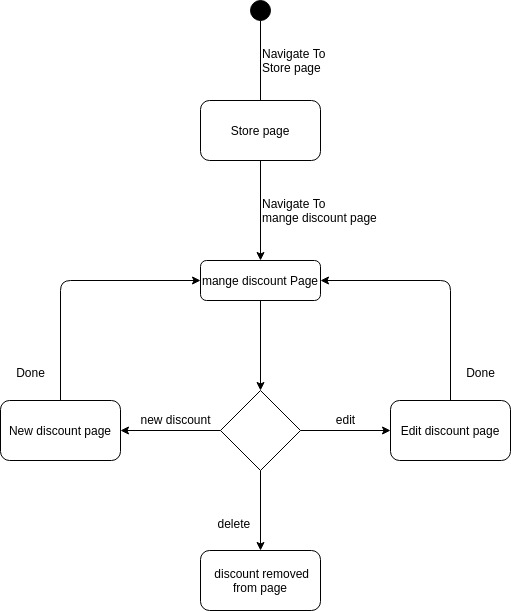 Navigate To
Store page
Store page
Navigate To
mange discount page
mange discount Page
Done
Done
New discount page
new discount
edit
Edit discount page
delete
discount removed
from page